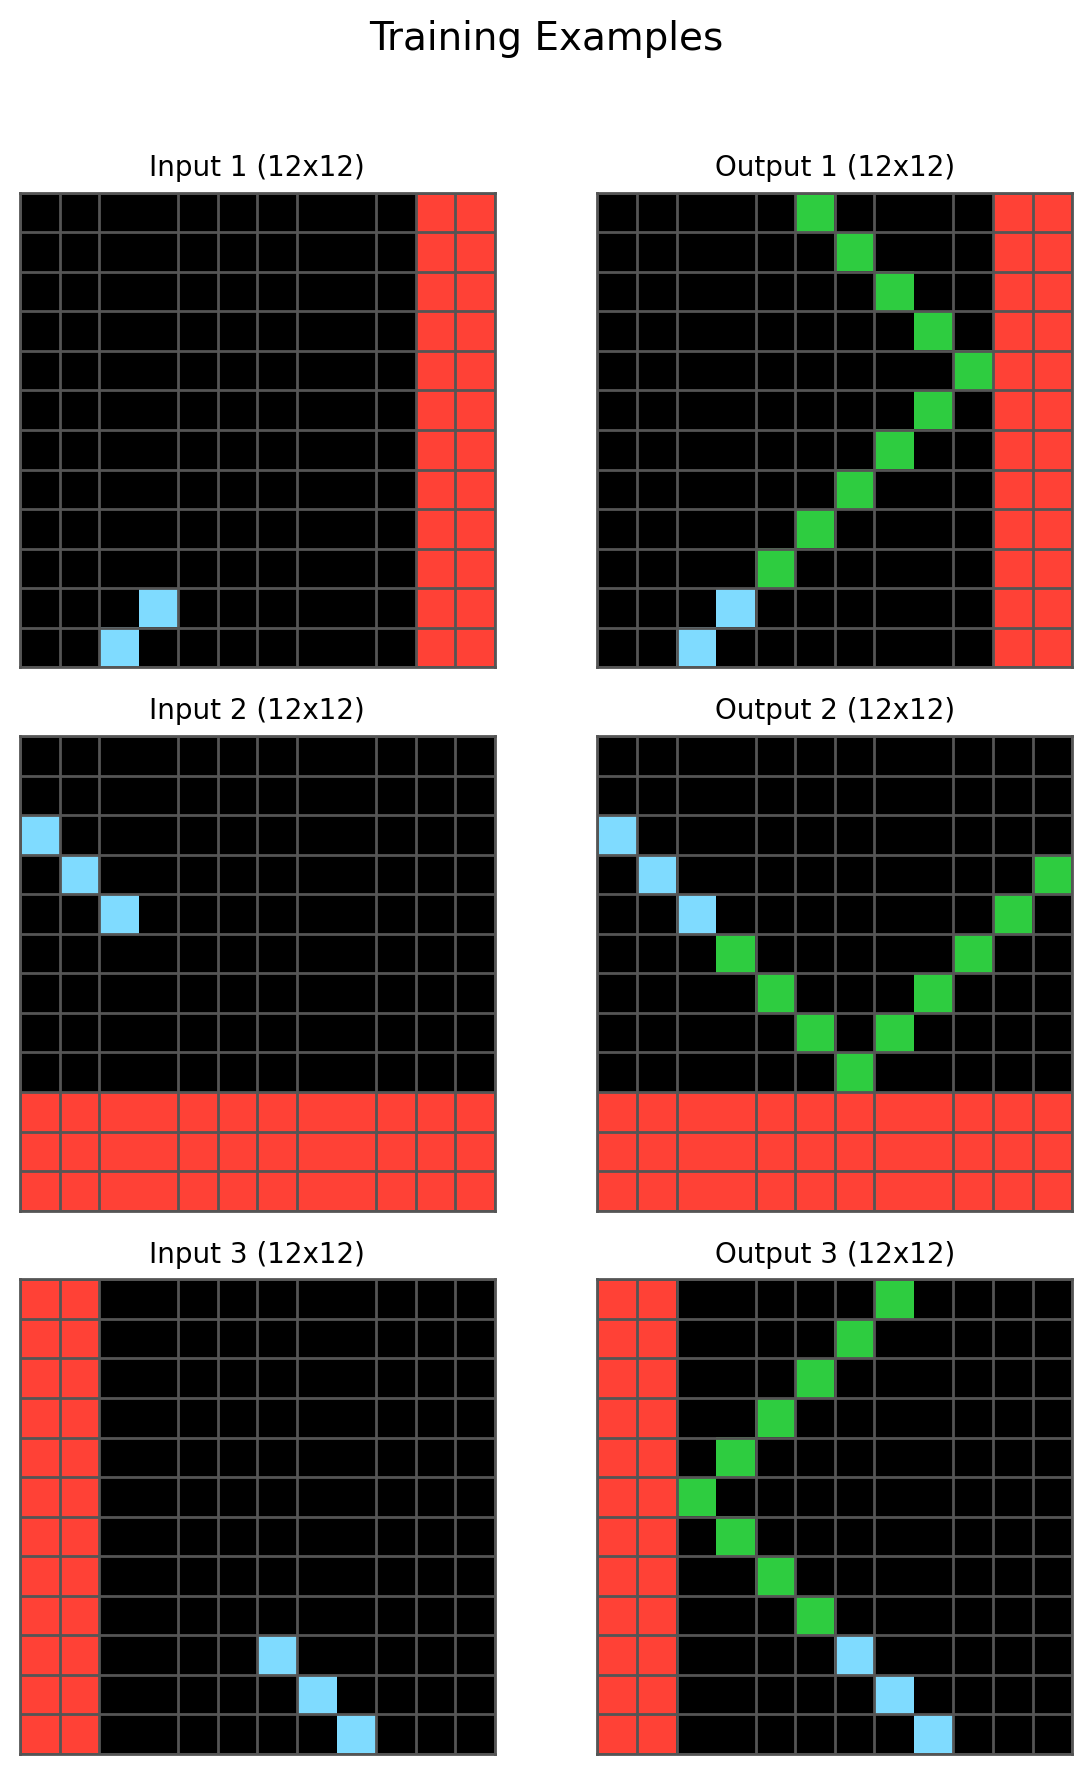 Training Examples
Input 1 (12x12)
Output 1 (12x12)
Input 2 (12x12)
Output 2 (12x12)
Input 3 (12x12)
Output 3 (12x12)